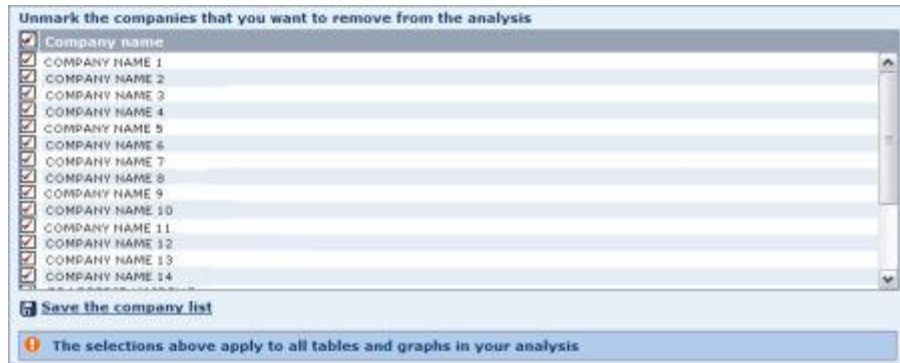 Unmark the companies that you want to remove from the analysis
Company name
COMPANY NAME 1
COMPANY NAME 2
COMPANY NAME 3
COMPANY NAME 4
COMPANY NAME 5
COMPANY NAME 6
COMPANY NAME 7
COMPANY NAME 8
COMPANY NAME 9
COMPANY NAME 10
COMPANY NAME 11
COMPANY NAME 12
COMPANY NAME 13
COMPANY NAME 14
Save the company list
The selections above apply to all tables and graphs in your analysis